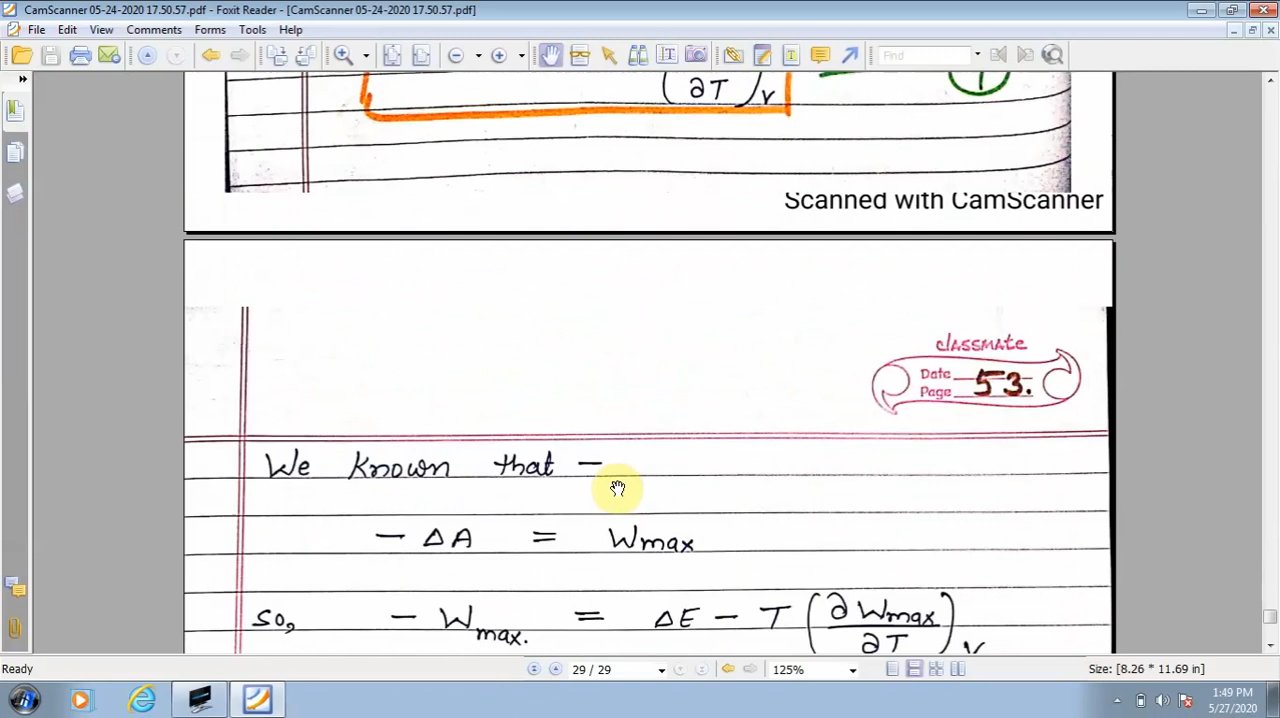 CamScanner 05-24-2020 17.50.57.pdf - Foxit Reader - [CamScanner 05-24-2020 17.50.57.pdf]
File Edit View Comments Forms Tools Help
Find
(∂T)v
1
Scanned with CamScanner
classmate
Date
Page 53.
We known that —
- ΔA = Wmax
So, - Wmax. = ΔE - T (∂Wmax/∂T)v
Ready 29 / 29 125% Size: [8.26 * 11.69 in]
1:49 PM
5/27/2020